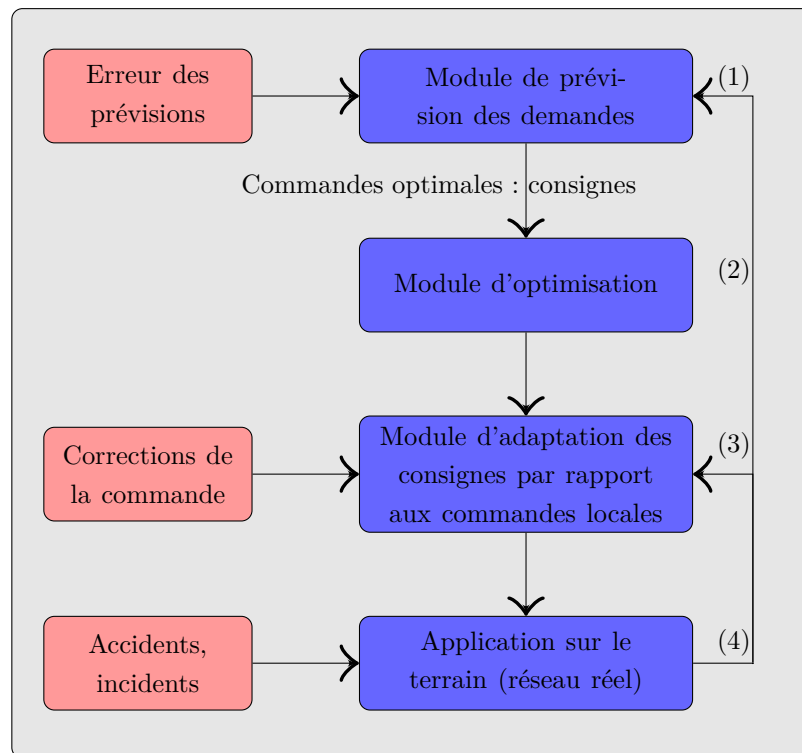 Erreur des
prévisions
Module de prévi-
sion des demandes
(1)
Commandes optimales : consignes
Module d'optimisation
(2)
Corrections de
la commande
Module d'adaptation des
consignes par rapport
aux commandes locales
(3)
Accidents,
incidents
Application sur le
terrain (réseau réel)
(4)